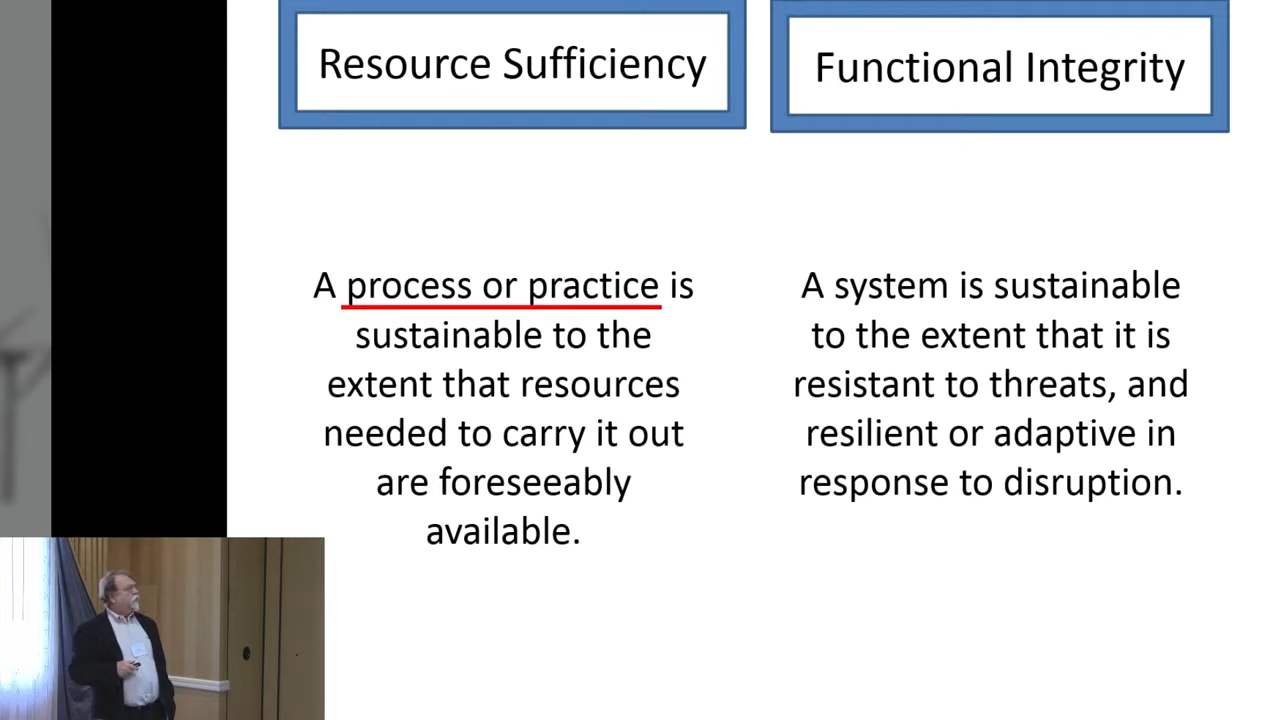 Resource Sufficiency
Functional Integrity
A process or practice is
sustainable to the
extent that resources
needed to carry it out
are foreseeably
available.
A system is sustainable
to the extent that it is
resistant to threats, and
resilient or adaptive in
response to disruption.